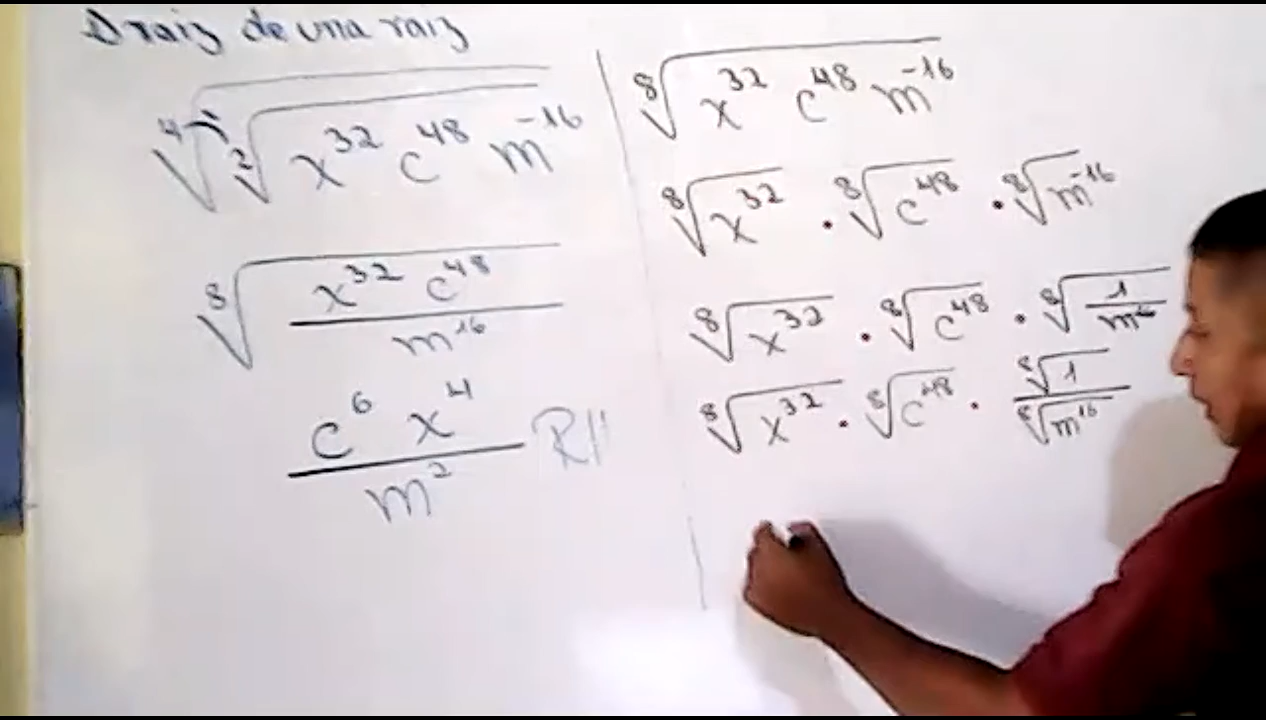 raiz de una raiz
⁴√ ²√ x³² c⁴⁸ m⁻¹⁶
⁸√ x³² c⁴⁸ / m¹⁶
c⁶ x⁴ / m² R//
⁸√ x³² c⁴⁸ m⁻¹⁶
⁸√x³² · ⁸√c⁴⁸ · ⁸√m⁻¹⁶
⁸√x³² · ⁸√c⁴⁸ · ⁸√ 1 / m¹⁶
⁸√x³² · ⁸√c⁴⁸ · ⁸√1 / ⁸√m¹⁶